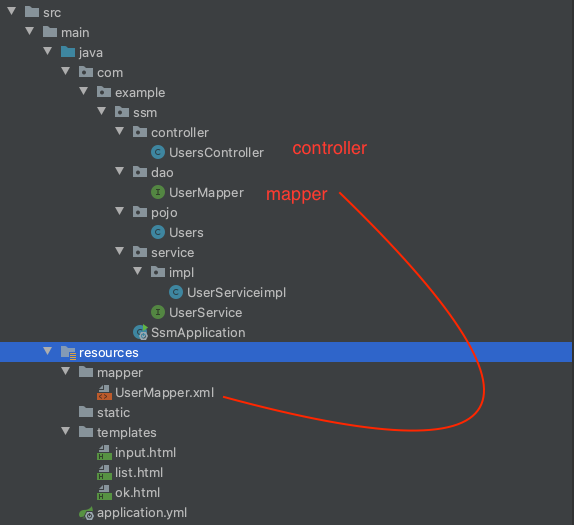 src
main
java
com
example
ssm
controller
UsersController controller
dao
UserMapper mapper
pojo
Users
service
impl
UserServiceimpl
UserService
SsmApplication
resources
mapper
UserMapper.xml
static
templates
input.html
list.html
ok.html
application.yml